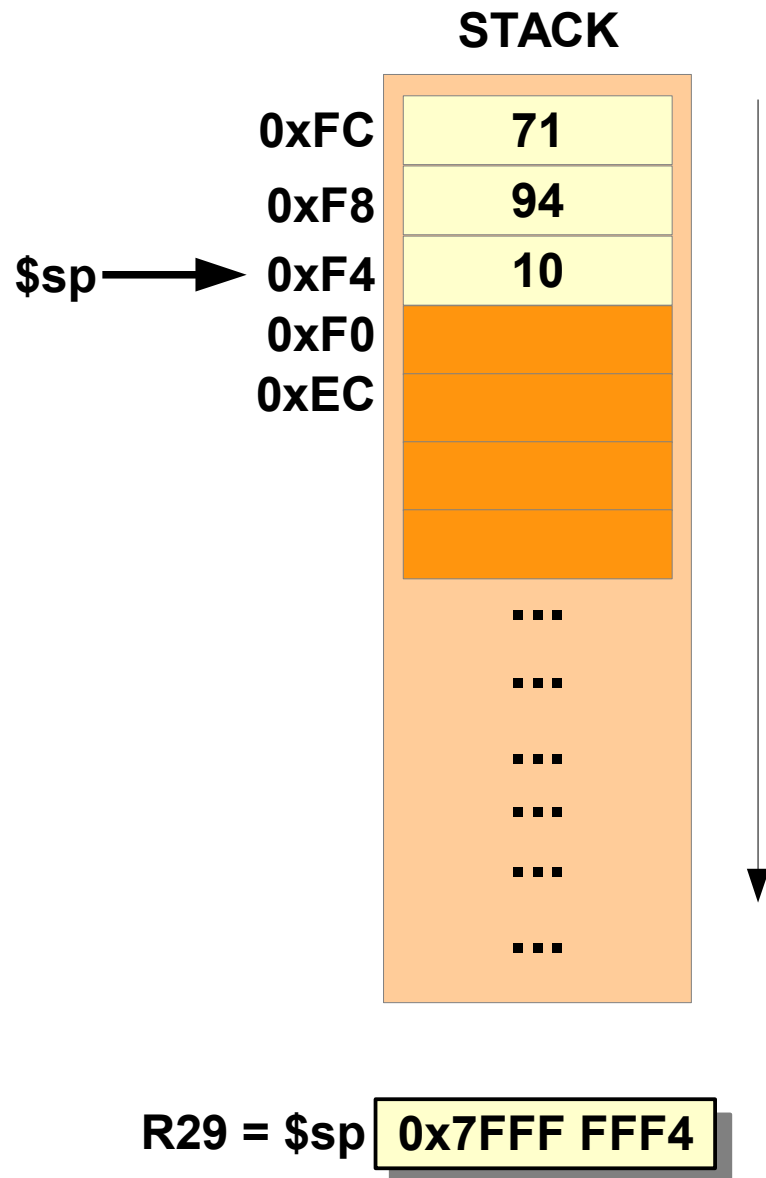 STACK
0xFC 71
0xF8 94
$sp 0xF4 10
0xF0
0xEC
...
...
...
...
...
...
R29 = $sp 0x7FFF FFF4